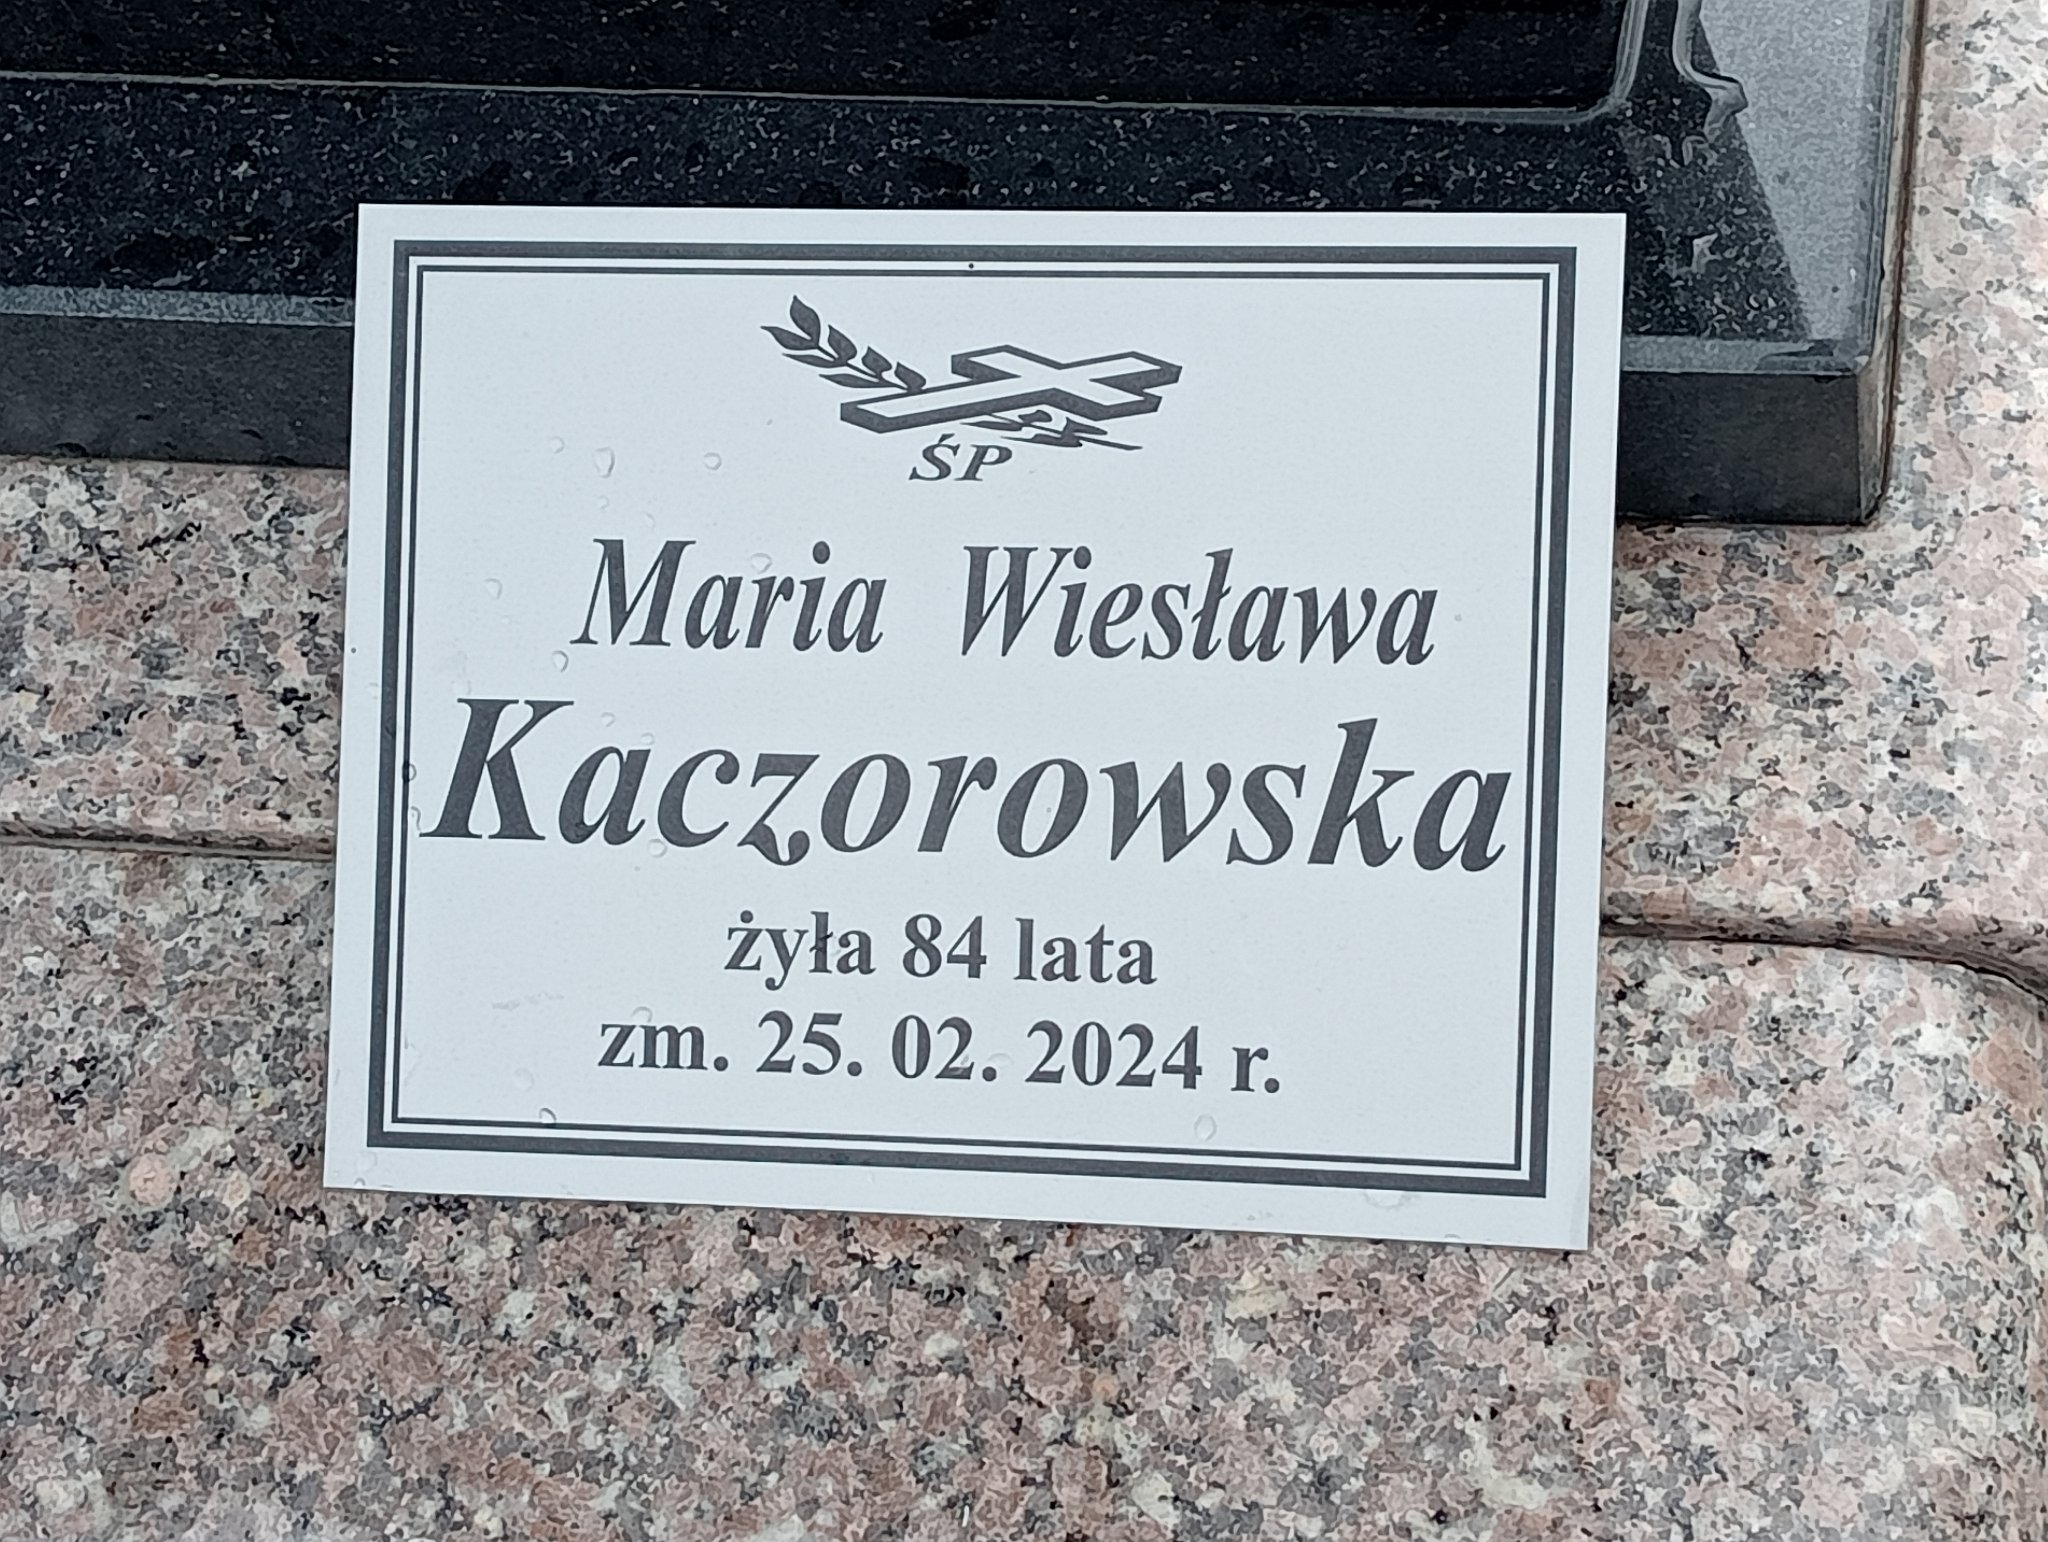 ŚP
Maria Wiesława
Kaczorowska
żyła 84 lata
zm. 25. 02. 2024 r.